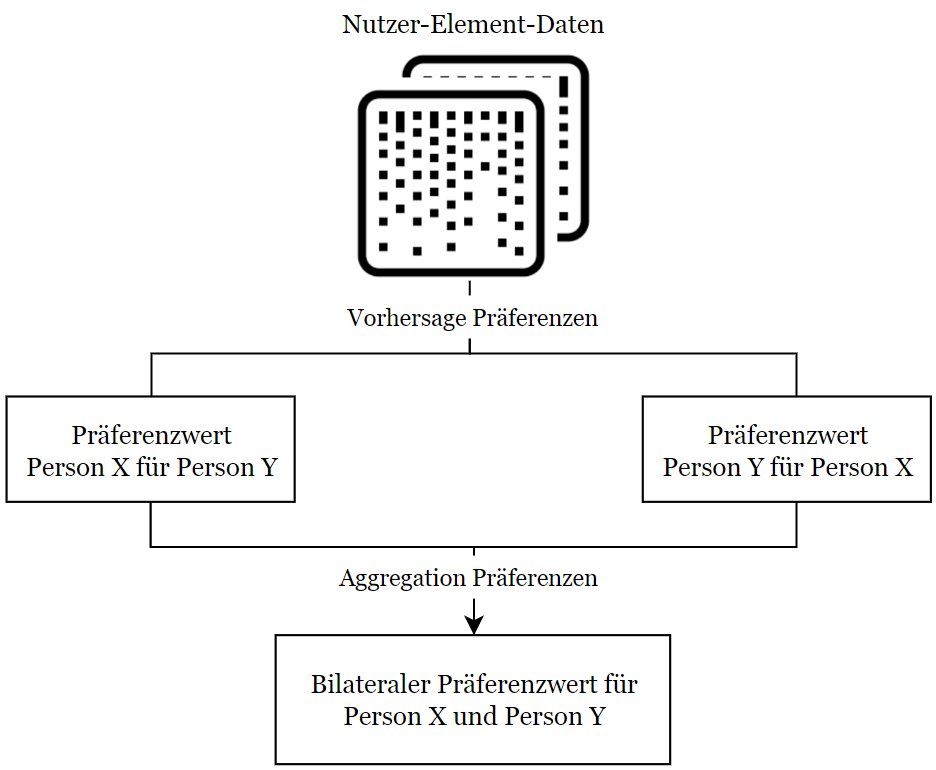 Nutzer-Element-Daten
Vorhersage Präferenzen
Präferenzwert
Person X für Person Y
Präferenzwert
Person Y für Person X
Aggregation Präferenzen
Bilateraler Präferenzwert für
Person X und Person Y